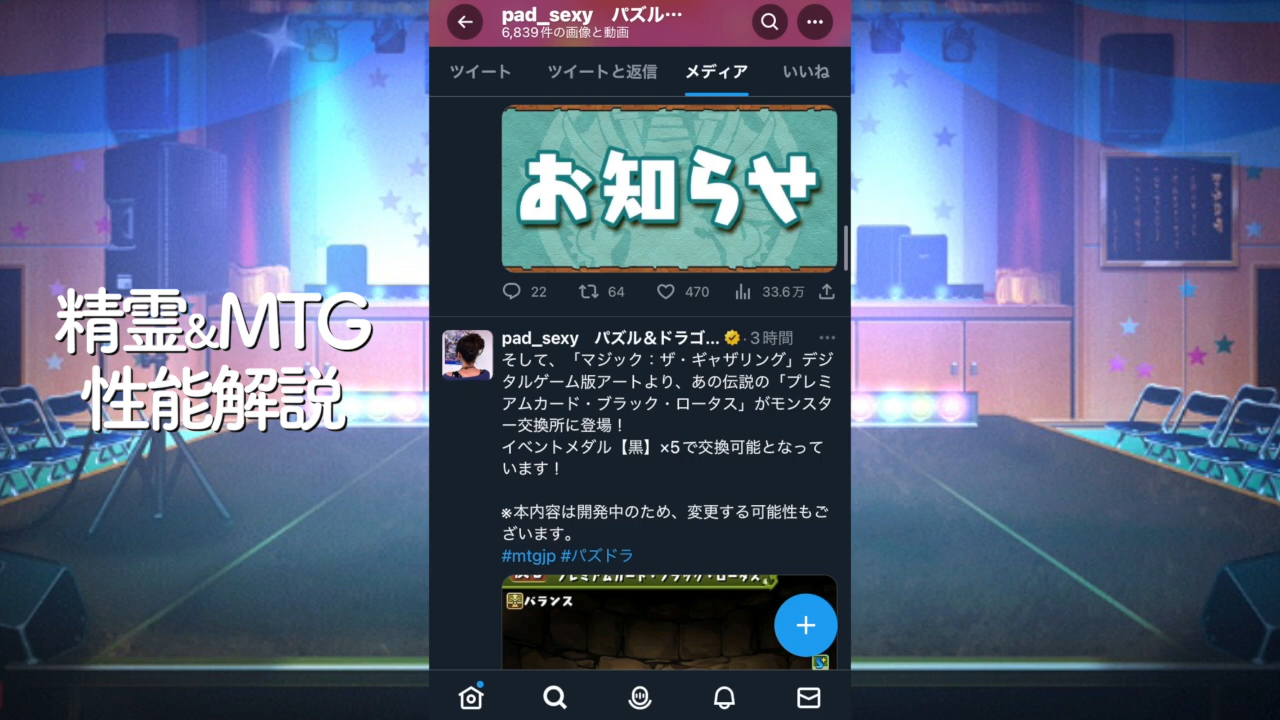 pad_sexy パズル…
6,839件の画像と動画
ツイート ツイートと返信 メディア いいね
お知らせ
22 64 470 33.6万
精霊&MTG
性能解説
pad_sexy パズル&ドラゴ... · 3時間
そして、「マジック：ザ・ギャザリング」デジ
タルゲーム版アートより、あの伝説の「プレミ
アムカード・ブラック・ロータス」がモンスタ
ー交換所に登場！
イベントメダル【黒】×5で交換可能となって
います！
※本内容は開発中のため、変更する可能性もご
ざいます。
#mtgjp #パズドラ
プレミアムカード・ブラック・ロータス
バランス